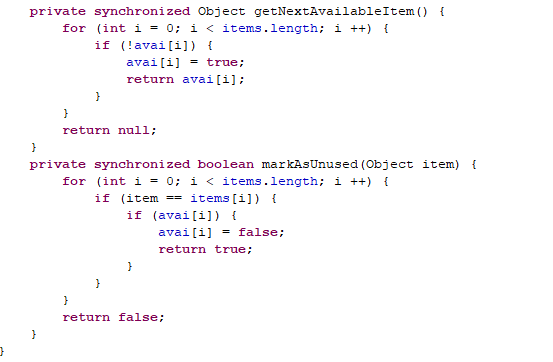 private synchronized Object getNextAvailableItem() {
for (int i = 0; i < items.length; i ++) {
if (!avai[i]) {
avai[i] = true;
return avai[i];
}
}
return null;
}
private synchronized boolean markAsUnused(Object item) {
for (int i = 0; i < items.length; i ++) {
if (item == items[i]) {
if (avai[i]) {
avai[i] = false;
return true;
}
}
}
return false;
}
}